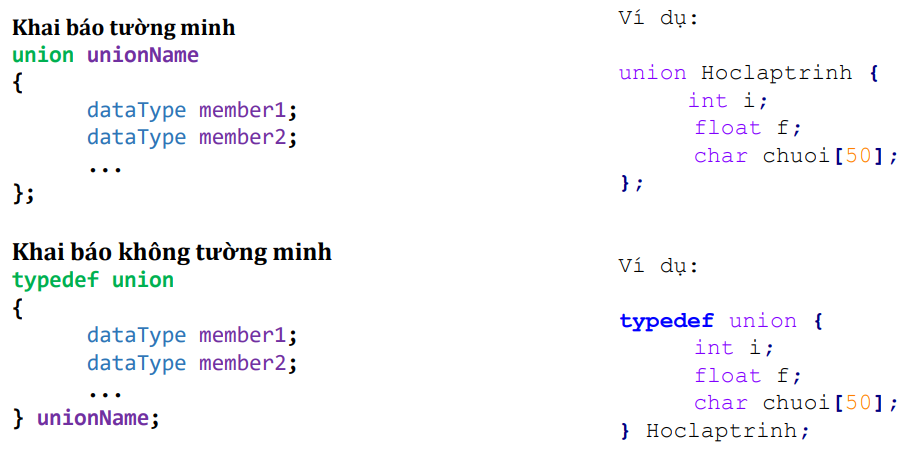 Khai báo tường minh
union unionName
{
dataType member1;
dataType member2;
...
};
Ví dụ:
union Hoclaptrinh {
int i;
float f;
char chuoi[50];
};
Khai báo không tường minh
typedef union
{
dataType member1;
dataType member2;
...
} unionName;
Ví dụ:
typedef union {
int i;
float f;
char chuoi[50];
} Hoclaptrinh;